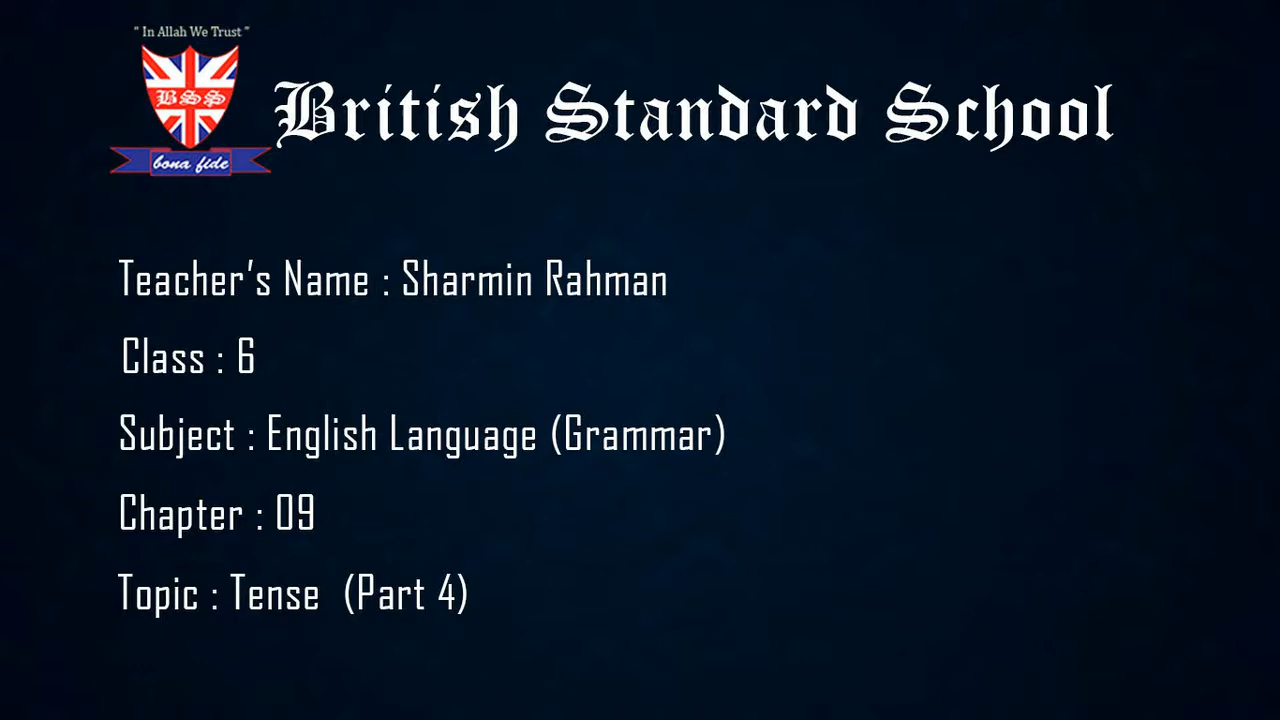 " In Allah We Trust "
BSS
bona fide
British Standard School
Teacher’s Name : Sharmin Rahman
Class : 6
Subject : English Language (Grammar)
Chapter : 09
Topic : Tense (Part 4)